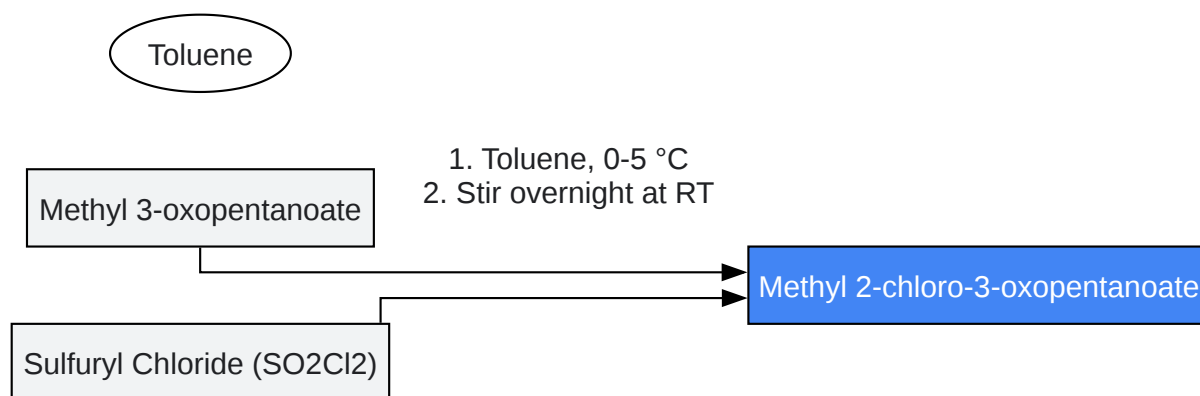 Toluene
1. Toluene, 0-5 °C
2. Stir overnight at RT
Methyl 3-oxopentanoate
Methyl 2-chloro-3-oxopentanoate
Sulfuryl Chloride (SO2Cl2)